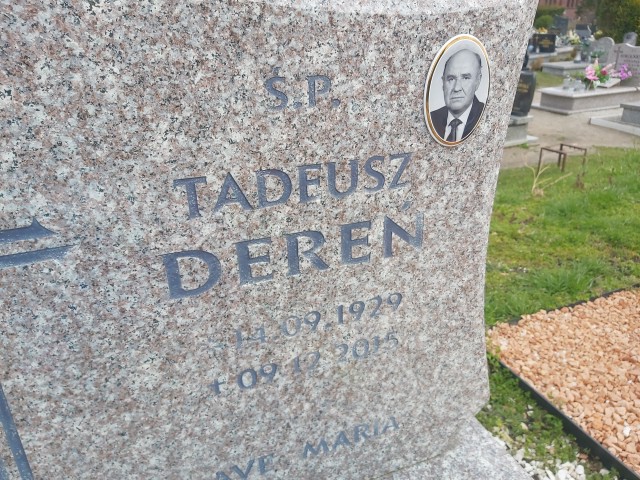 Ś.P.
TADEUSZ
DEREŃ
* 14.09.1929
+ 09.12.2015
AVE MARIA